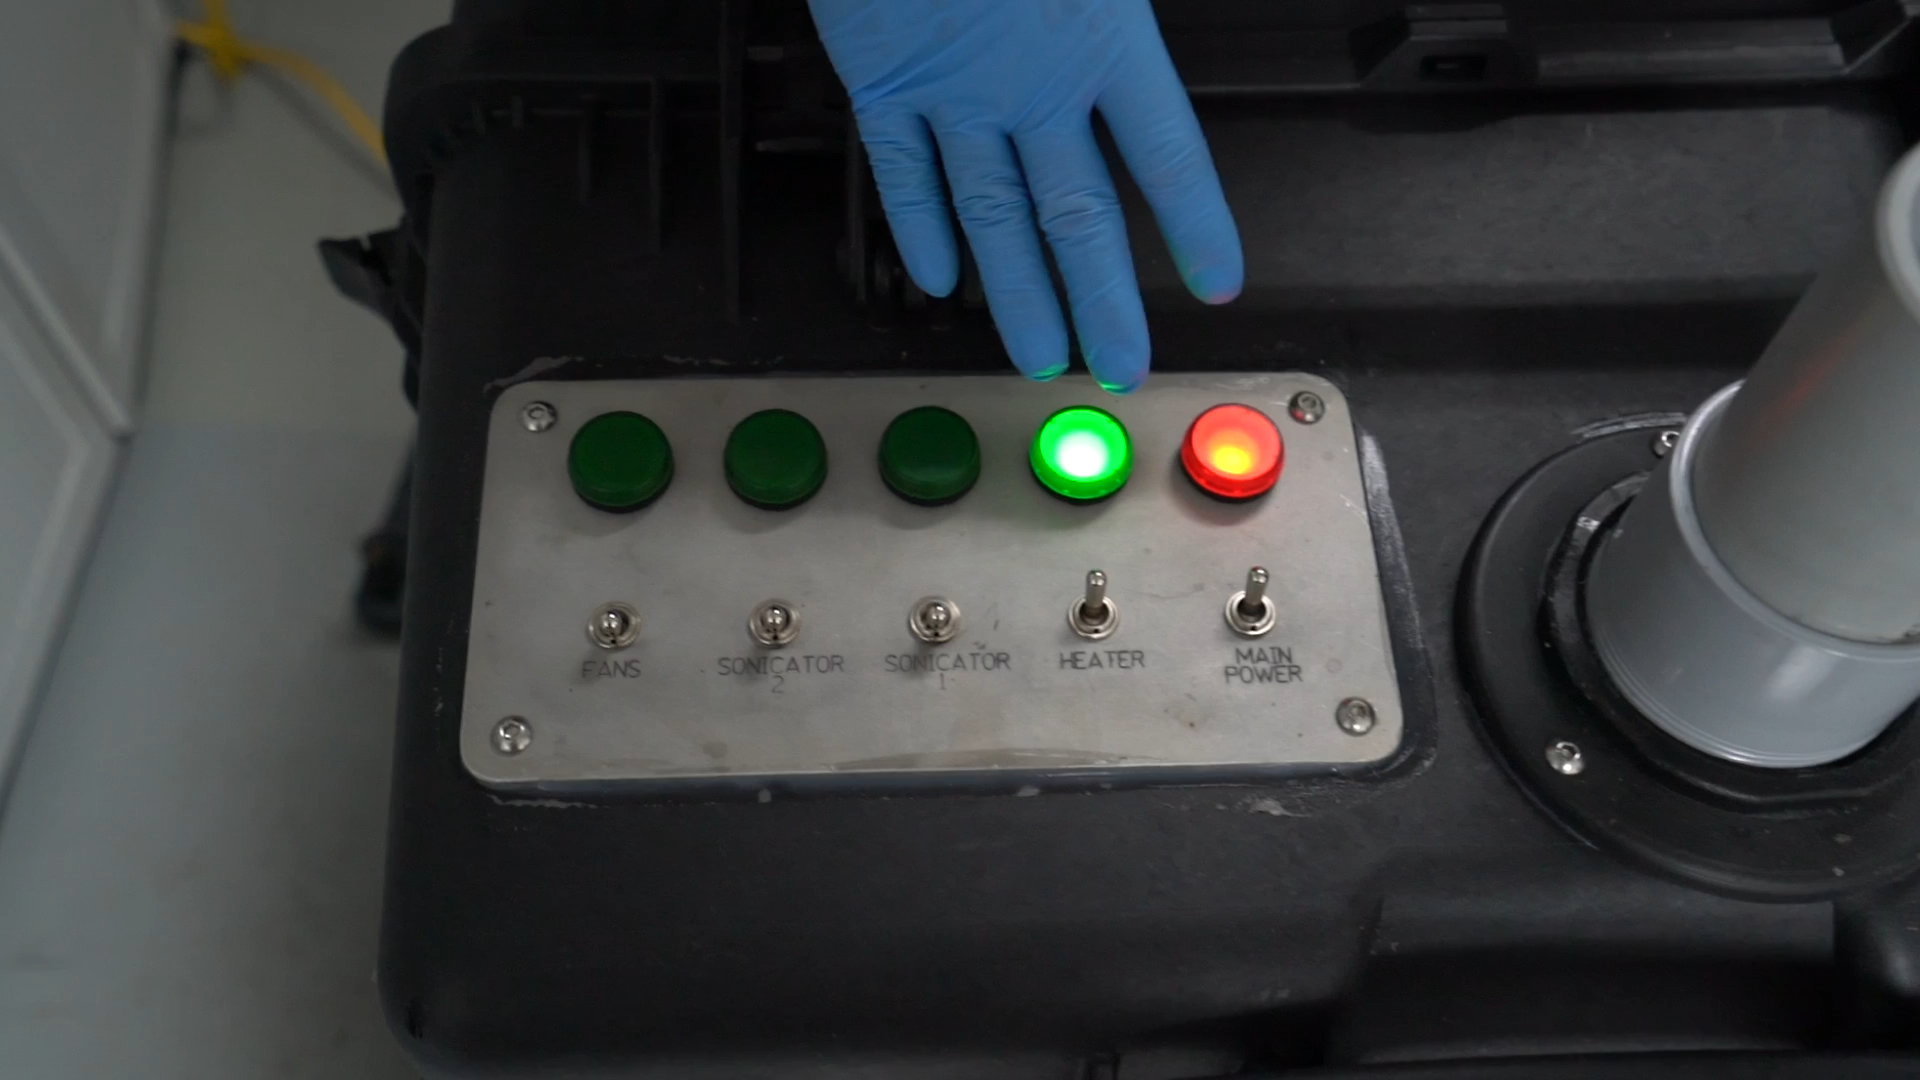 FANS
SONICATOR
2
SONICATOR
1
HEATER
MAIN
POWER